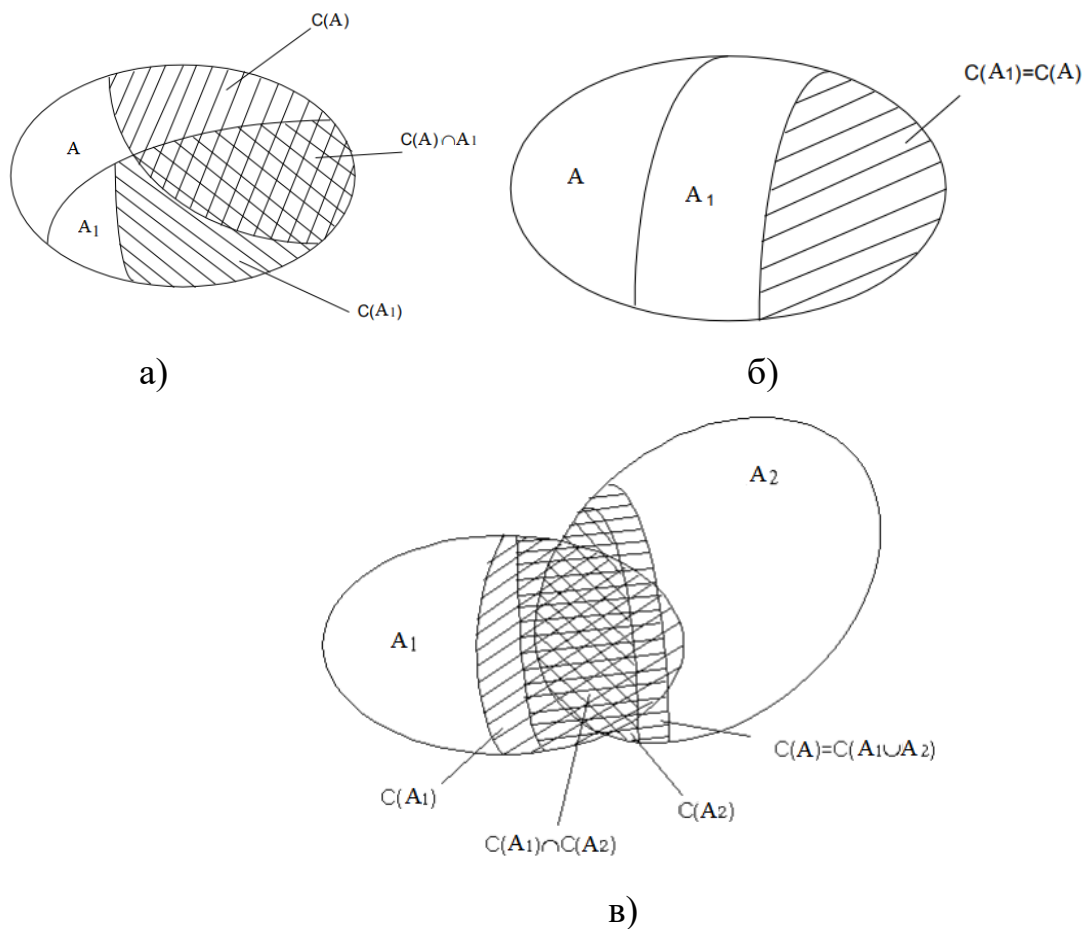 C(A)
A
C(A)∩A₁
A₁
C(A₁)
а)
C(A₁)=C(A)
A
A₁
б)
A₂
A₁
C(A)=C(A₁∪A₂)
C(A₁)
C(A₂)
C(A₁)∩C(A₂)
в)